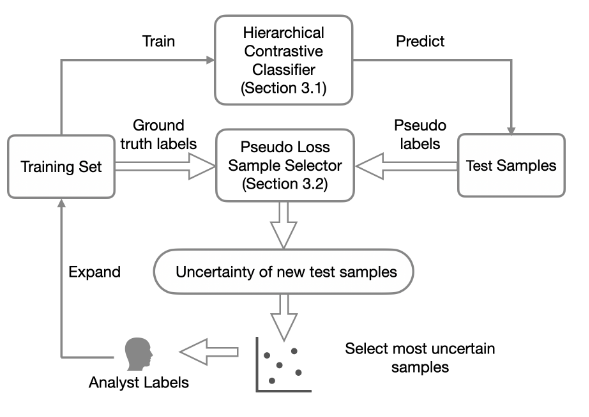 Train
Hierarchical
Contrastive
Classifier
(Section 3.1)
Predict
Ground
truth labels
Pseudo
labels
Training Set
Pseudo Loss
Sample Selector
(Section 3.2)
Test Samples
Expand
Uncertainty of new test samples
Select most uncertain
samples
Analyst Labels